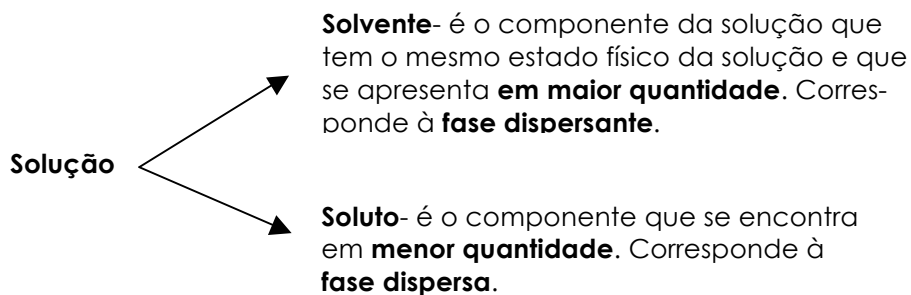 Solvente- é o componente da solução que
tem o mesmo estado físico da solução e que
se apresenta em maior quantidade. Corres-
ponde à fase dispersante.
Solução
Soluto- é o componente que se encontra
em menor quantidade. Corresponde à
fase dispersa.